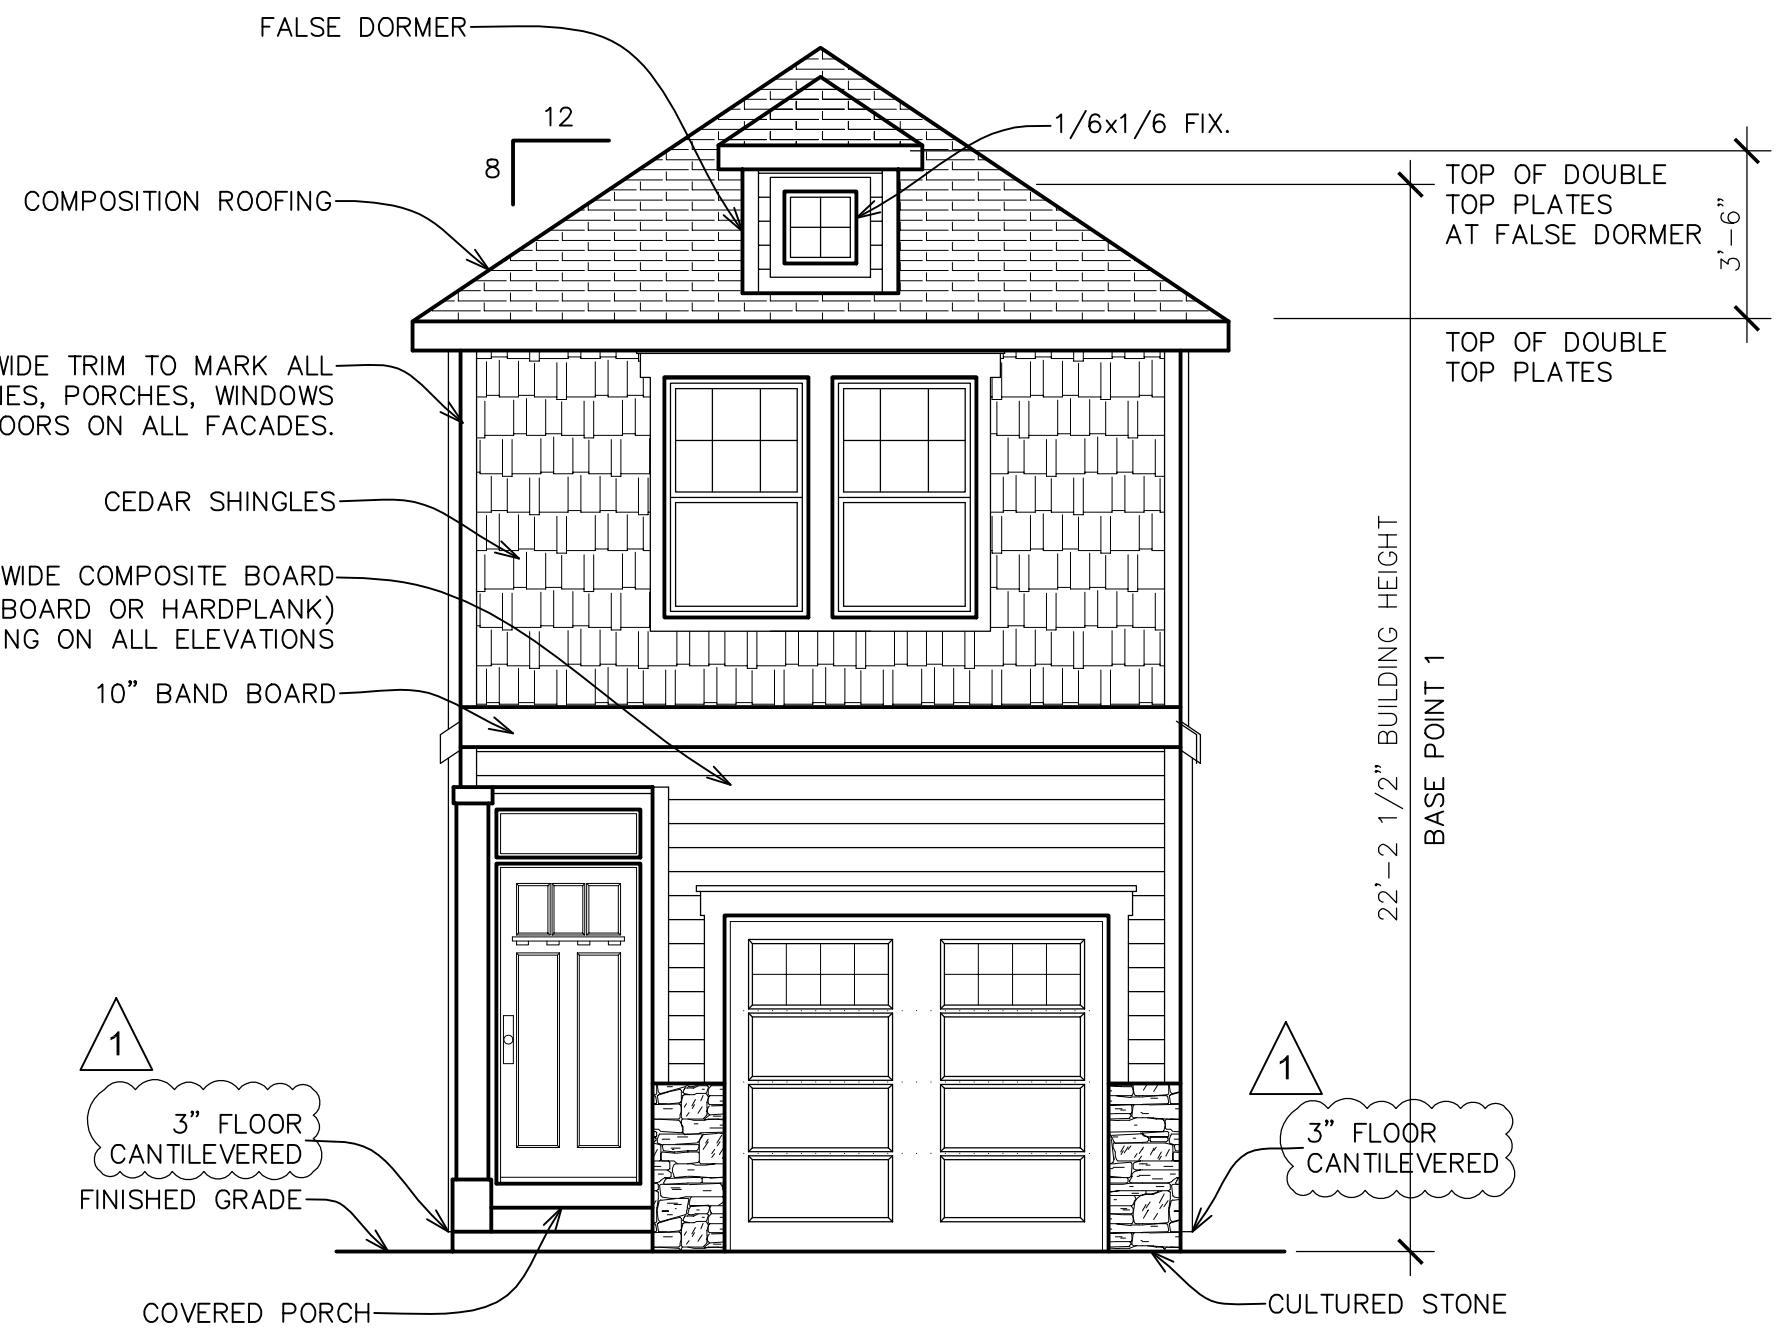 FALSE DORMER
12
8
1/6x1/6 FIX.
COMPOSITION ROOFING
TOP OF DOUBLE
TOP PLATES
AT FALSE DORMER
3'-6"
TOP OF DOUBLE
TOP PLATES
WIDE TRIM TO MARK ALL
PORCHES, WINDOWS
ON ALL FACADES.
CEDAR SHINGLES
WIDE COMPOSITE BOARD
BOARD OR HARDPLANK)
ON ALL ELEVATIONS
10" BAND BOARD
22'-2 1/2" BUILDING HEIGHT
BASE POINT 1
1
3" FLOOR
CANTILEVERED
FINISHED GRADE
COVERED PORCH
1
3" FLOOR
CANTILEVERED
CULTURED STONE